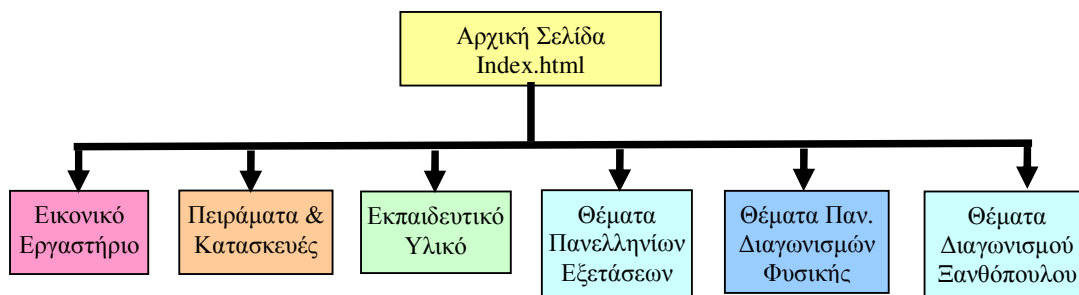 Αρχική Σελίδα
Index.html
Εικονικό
Εργαστήριο
Πειράματα &
Κατασκευές
Εκπαιδευτικό
Υλικό
Θέματα
Πανελληνίων
Εξετάσεων
Θέματα Παν.
Διαγωνισμών
Φυσικής
Θέματα
Διαγωνισμού
Ξανθόπουλου